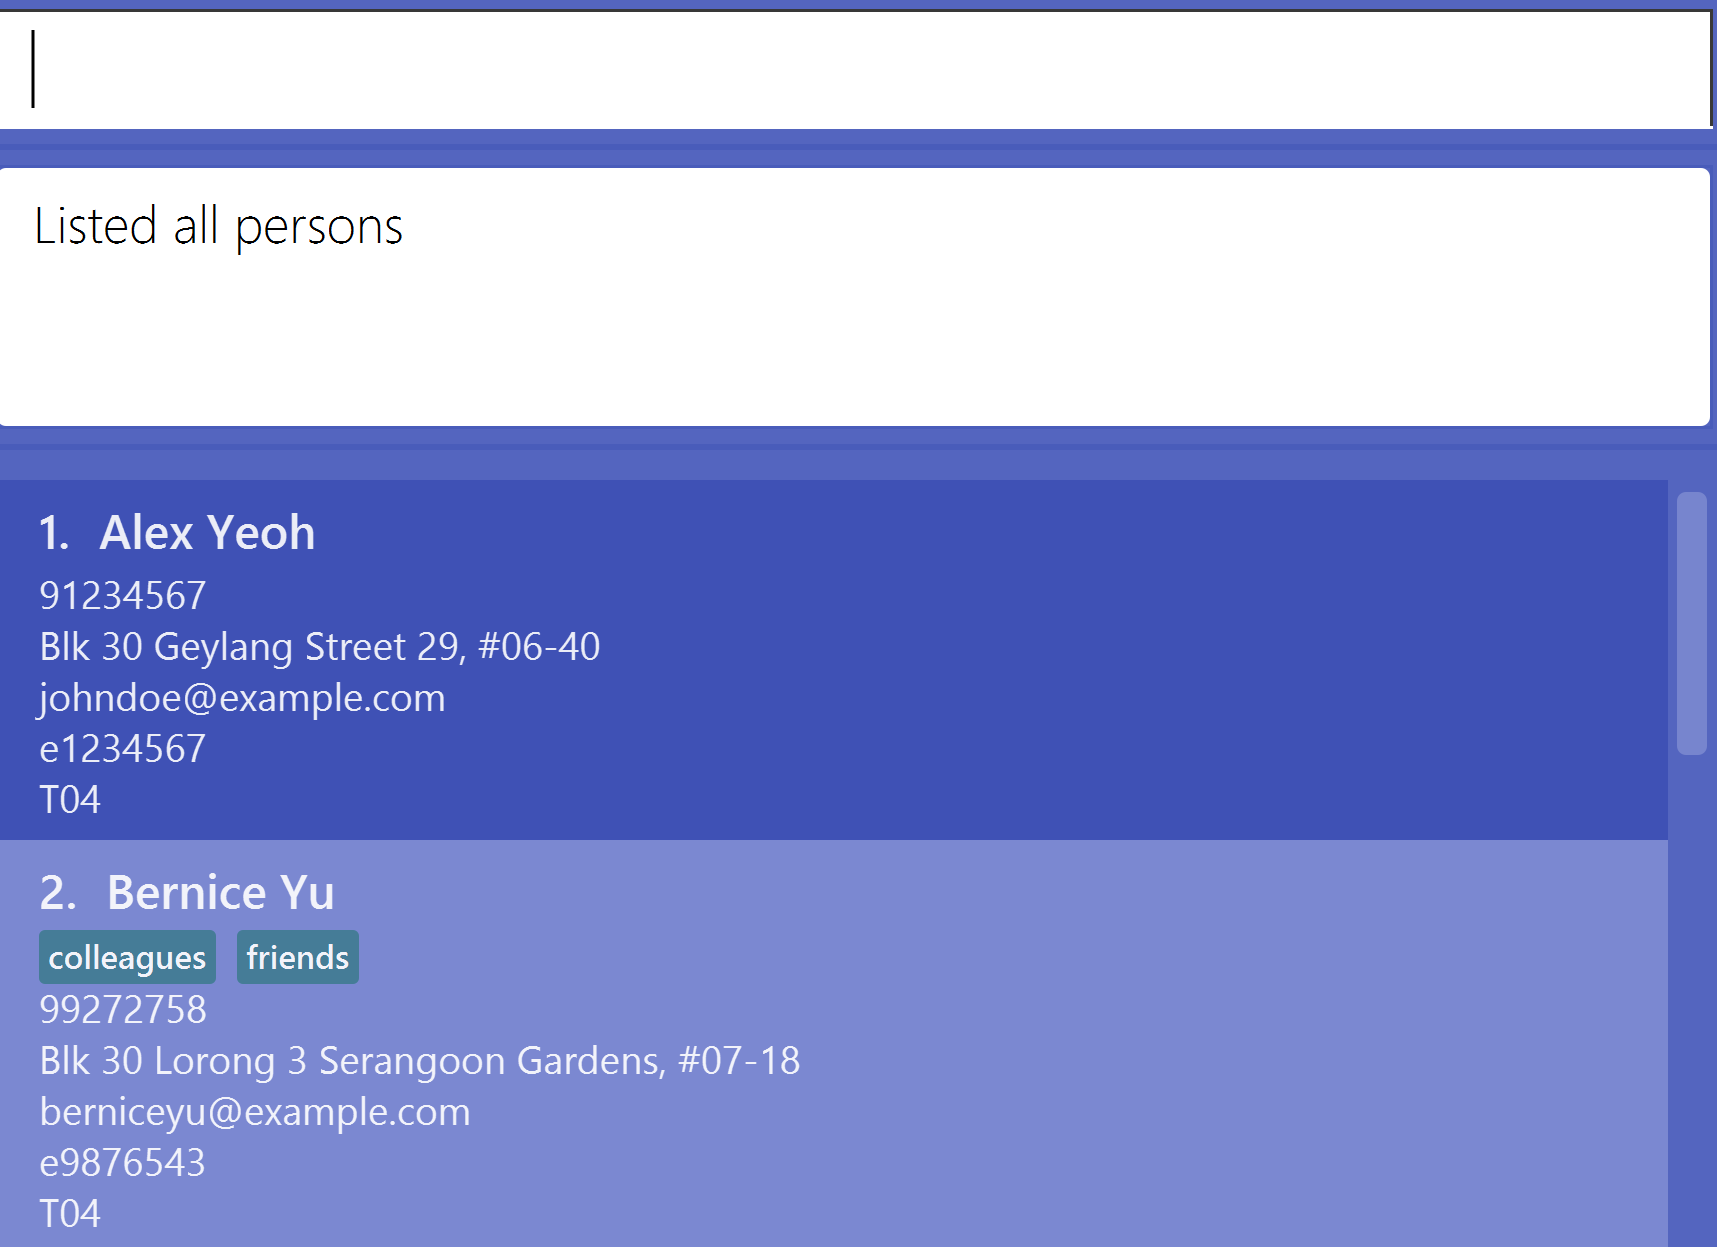 Listed all persons
1. Alex Yeoh
91234567
Blk 30 Geylang Street 29, #06-40
johndoe@example.com
e1234567
T04
2. Bernice Yu
colleagues friends
99272758
Blk 30 Lorong 3 Serangoon Gardens, #07-18
berniceyu@example.com
e9876543
T04